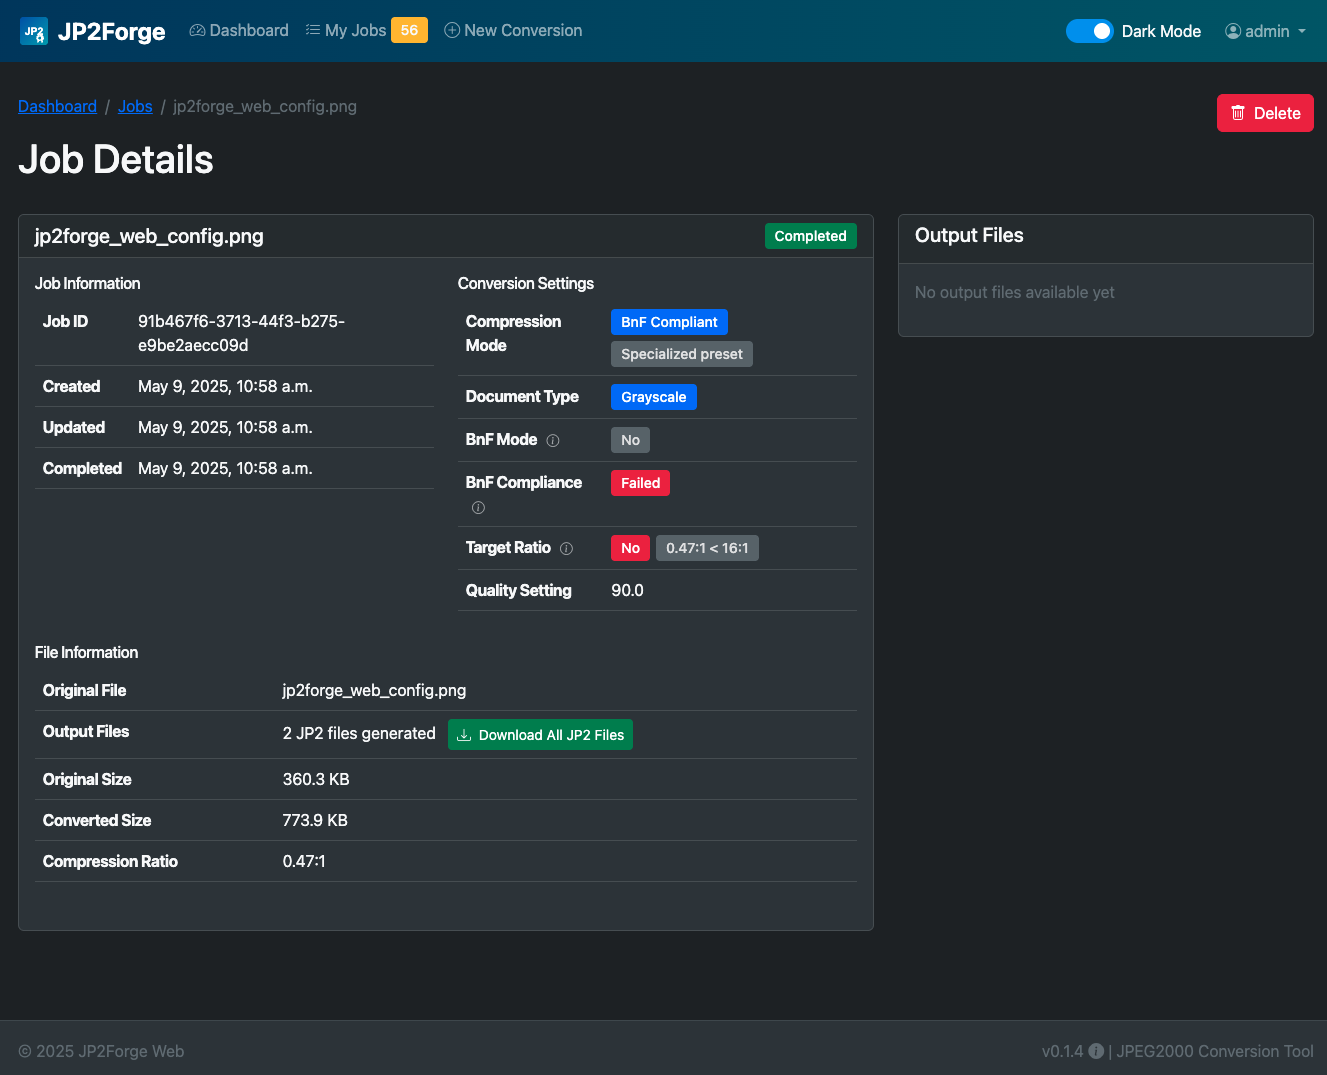 JP2
JP2Forge
Dashboard
My Jobs 56
New Conversion
Dark Mode
admin
Dashboard / Jobs / jp2forge_web_config.png
Delete
Job Details
jp2forge_web_config.png
Completed
Job Information
Job ID 91b467f6-3713-44f3-b275-
e9be2aecc09d
Created May 9, 2025, 10:58 a.m.
Updated May 9, 2025, 10:58 a.m.
Completed May 9, 2025, 10:58 a.m.
Conversion Settings
Compression
Mode
BnF Compliant
Specialized preset
Document Type Grayscale
BnF Mode No
BnF Compliance Failed
Target Ratio No 0.47:1 < 16:1
Quality Setting 90.0
File Information
Original File jp2forge_web_config.png
Output Files 2 JP2 files generated Download All JP2 Files
Original Size 360.3 KB
Converted Size 773.9 KB
Compression Ratio 0.47:1
Output Files
No output files available yet
© 2025 JP2Forge Web
v0.1.4 | JPEG2000 Conversion Tool